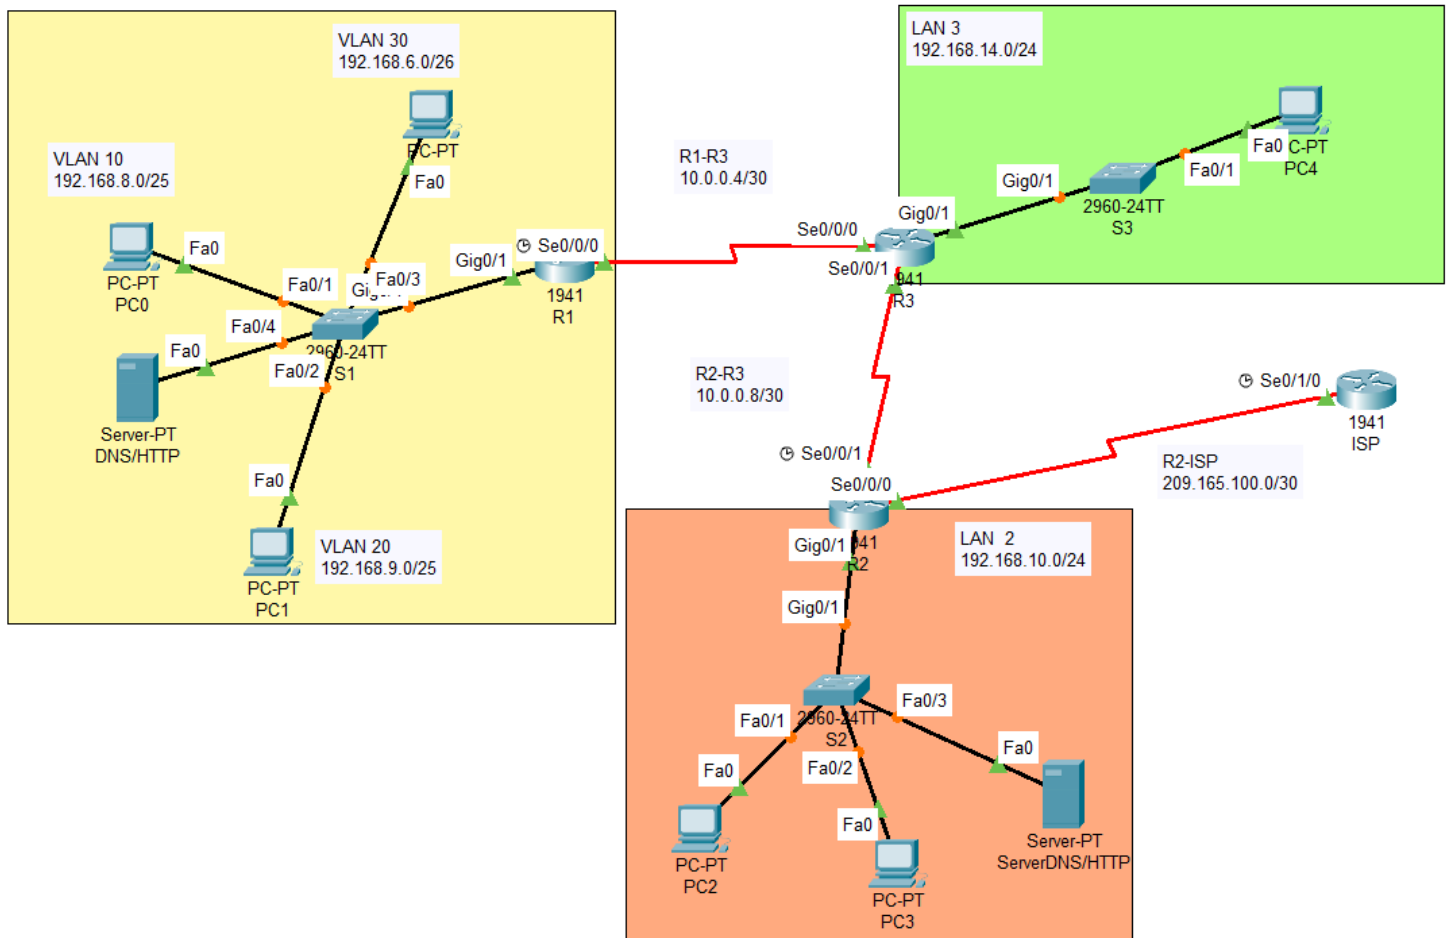 VLAN 30
192.168.6.0/26
PC-PT
Fa0
VLAN 10
192.168.8.0/25
Fa0
PC-PT
PC0
Fa0/1
Fa0/3
Gig0/1
Se0/0/0
1941
R1
Fa0/4
Fa0
Fa0/2
2960-24TT
S1
Server-PT
DNS/HTTP
Fa0
PC-PT
PC1
VLAN 20
192.168.9.0/25
R1-R3
10.0.0.4/30
LAN 3
192.168.14.0/24
Se0/0/0
Gig0/1
Se0/0/1
R3
Gig0/1
2960-24TT
S3
Fa0/1
Fa0
PC4
R2-R3
10.0.0.8/30
Se0/1/0
1941
ISP
R2-ISP
209.165.100.0/30
Se0/0/1
Se0/0/0
Gig0/1
R2
LAN 2
192.168.10.0/24
Gig0/1
2960-24TT
S2
Fa0/1
Fa0/2
Fa0/3
Fa0
PC-PT
PC2
Fa0
PC-PT
PC3
Fa0
Server-PT
ServerDNS/HTTP